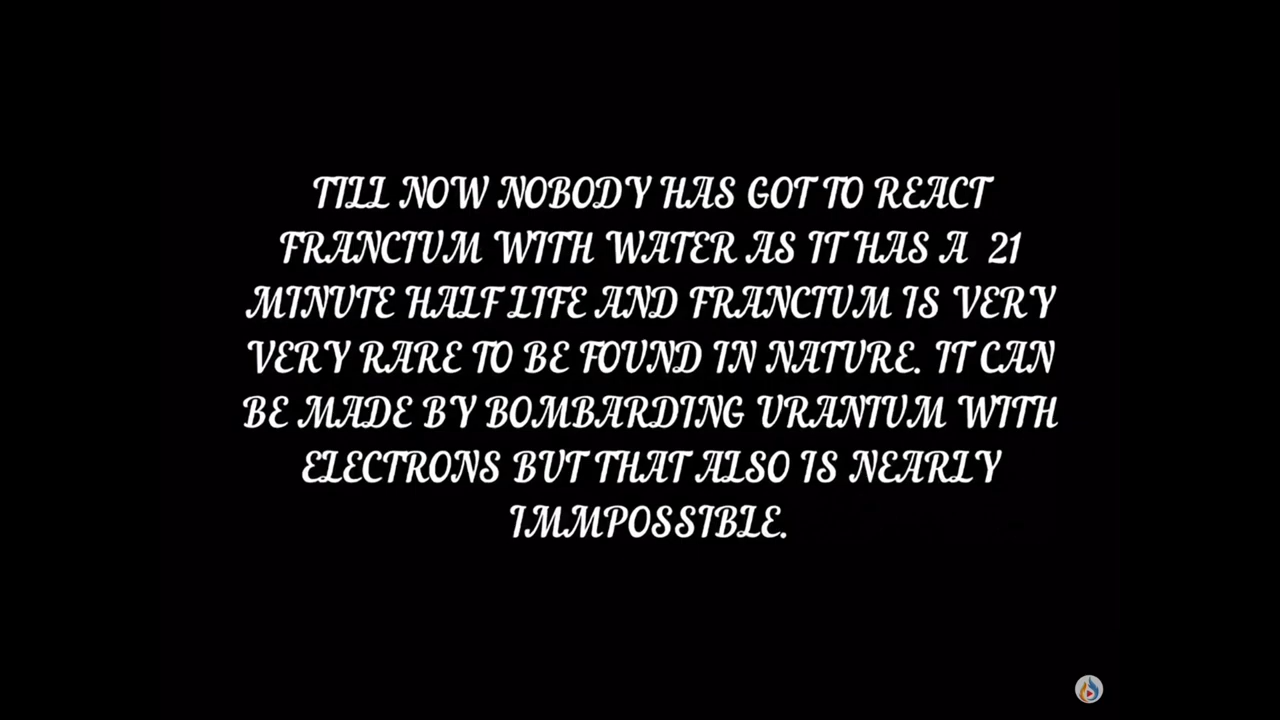 TILL NOW NOBODY HAS GOT TO REACT
FRANCIUM WITH WATER AS IT HAS A 21
MINUTE HALF LIFE AND FRANCIUM IS VERY
VERY RARE TO BE FOUND IN NATURE. IT CAN
BE MADE BY BOMBARDING URANIUM WITH
ELECTRONS BUT THAT ALSO IS NEARLY
IMMPOSSIBLE.